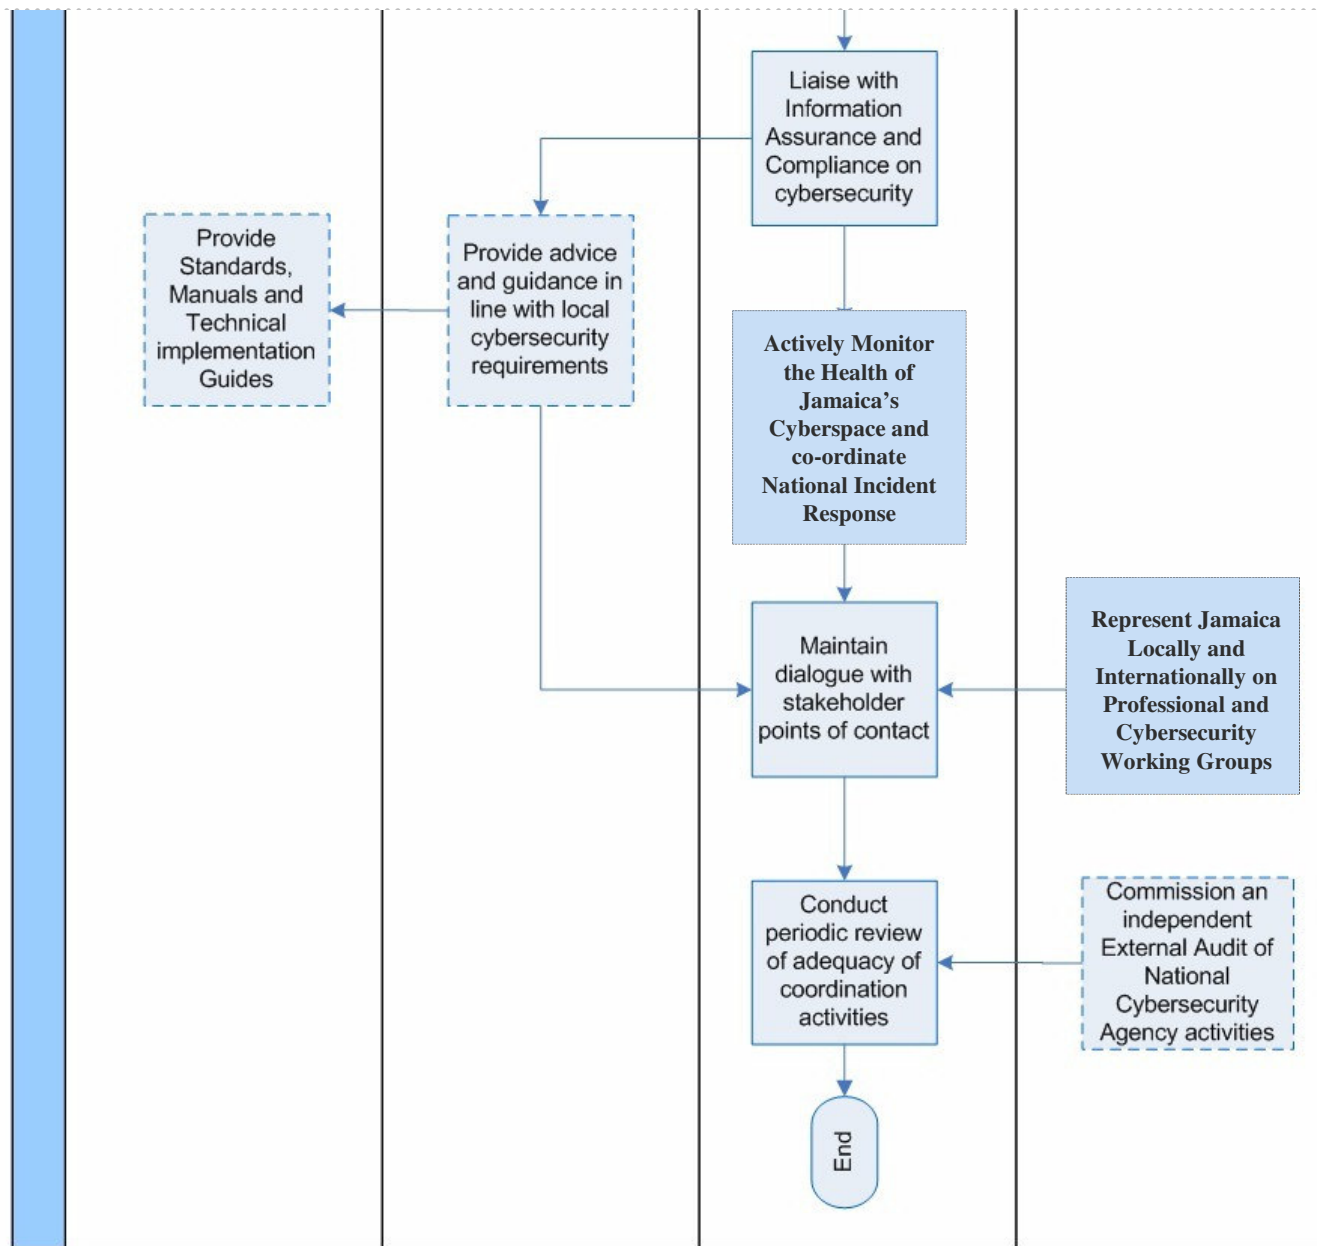 Liaise with
Information
Assurance and
Compliance on
cybersecurity
Provide
Standards,
Manuals and
Technical
implementation
Guides
Provide advice
and guidance in
line with local
cybersecurity
requirements
Actively Monitor
the Health of
Jamaica’s
Cyberspace and
co-ordinate
National Incident
Response
Maintain
dialogue with
stakeholder
points of contact
Represent Jamaica
Locally and
Internationally on
Professional and
Cybersecurity
Working Groups
Conduct
periodic review
of adequacy of
coordination
activities
Commission an
independent
External Audit of
National
Cybersecurity
Agency activities
End